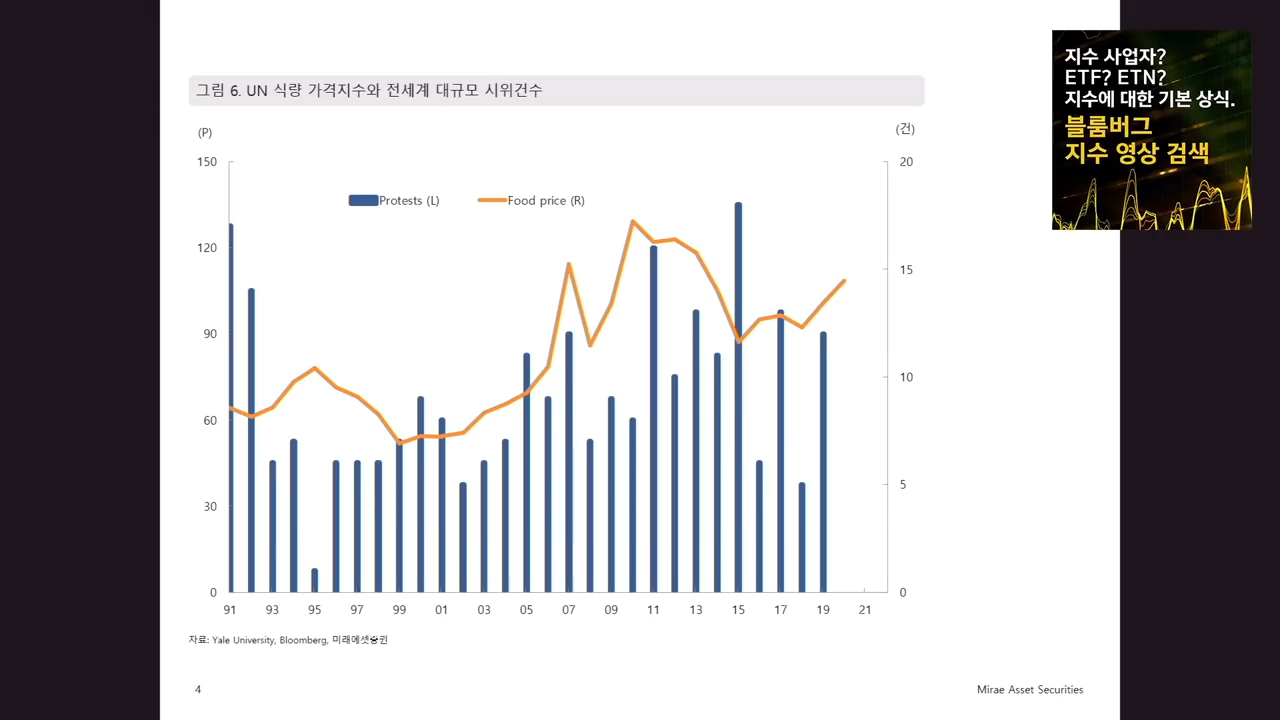 지수 사업자?
ETF? ETN?
지수에 대한 기본 상식.
블룸버그
지수 영상 검색
그림 6. UN 식량 가격지수와 전세계 대규모 시위건수
(P)
(건)
150
20
Protests (L)
Food price (R)
120
15
90
10
60
5
30
0
0
91
93
95
97
99
01
03
05
07
09
11
13
15
17
19
21
자료: Yale University, Bloomberg, 미래에셋증권
4
Mirae Asset Securities